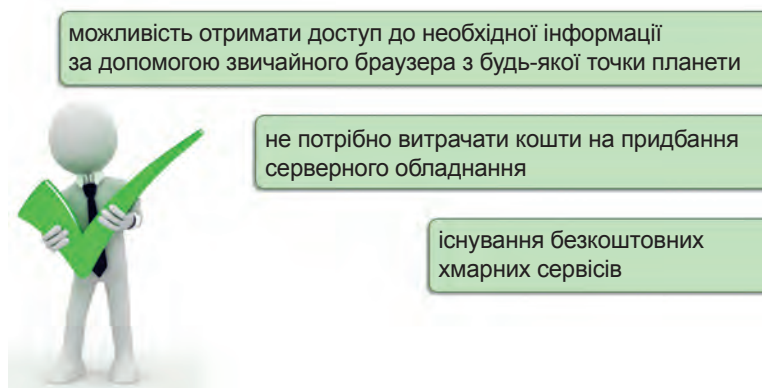 можливість отримати доступ до необхідної інформації
за допомогою звичайного браузера з будь-якої точки планети
не потрібно витрачати кошти на придбання
серверного обладнання
існування безкоштовних
хмарних сервісів